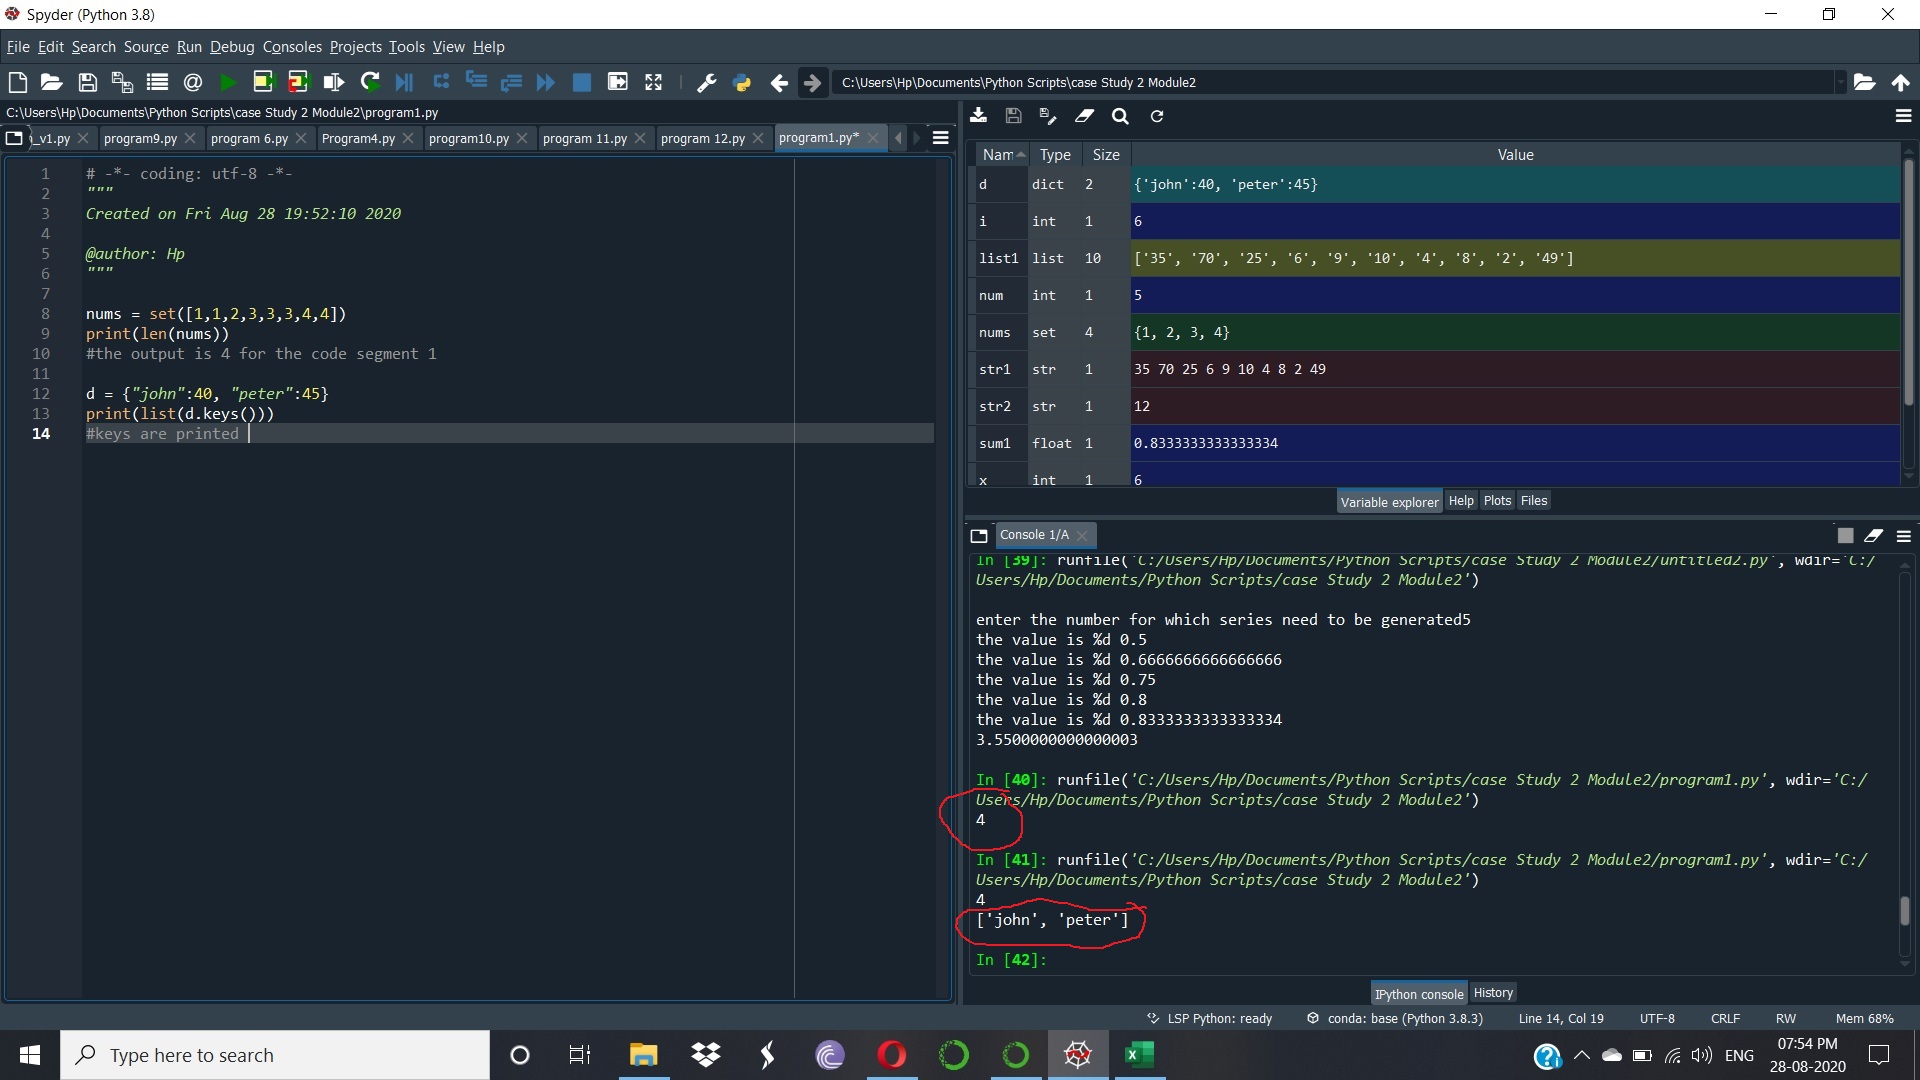 Spyder (Python 3.8)
File Edit Search Source Run Debug Consoles Projects Tools View Help
C:\Users\Hp\Documents\Python Scripts\case Study 2 Module2
C:\Users\Hp\Documents\Python Scripts\case Study 2 Module2\program1.py
_v1.py program9.py program 6.py Program4.py program10.py program 11.py program 12.py program1.py*
1 # -*- coding: utf-8 -*-
2 """
3 Created on Fri Aug 28 19:52:10 2020
4
5 @author: Hp
6 """
7
8 nums = set([1,1,2,3,3,3,4,4])
9 print(len(nums))
10 #the output is 4 for the code segment 1
11
12 d = {"john":40, "peter":45}
13 print(list(d.keys()))
14 #keys are printed
Nam Type Size Value
d dict 2 {'john':40, 'peter':45}
i int 1 6
list1 list 10 ['35', '70', '25', '6', '9', '10', '4', '8', '2', '49']
num int 1 5
nums set 4 {1, 2, 3, 4}
str1 str 1 35 70 25 6 9 10 4 8 2 49
str2 str 1 12
sum1 float 1 0.8333333333333334
x int 1 6
Variable explorer Help Plots Files
Console 1/A
In [39]: runfile('C:/Users/Hp/Documents/Python Scripts/case Study 2 Module2/untitled2.py', wdir='C:/
Users/Hp/Documents/Python Scripts/case Study 2 Module2')
enter the number for which series need to be generated5
the value is %d 0.5
the value is %d 0.6666666666666666
the value is %d 0.75
the value is %d 0.8
the value is %d 0.8333333333333334
3.5500000000000003
In [40]: runfile('C:/Users/Hp/Documents/Python Scripts/case Study 2 Module2/program1.py', wdir='C:/
Users/Hp/Documents/Python Scripts/case Study 2 Module2')
4
In [41]: runfile('C:/Users/Hp/Documents/Python Scripts/case Study 2 Module2/program1.py', wdir='C:/
Users/Hp/Documents/Python Scripts/case Study 2 Module2')
4
['john', 'peter']
In [42]:
IPython console History
LSP Python: ready conda: base (Python 3.8.3) Line 14, Col 19 UTF-8 CRLF RW Mem 68%
Type here to search
ENG
07:54 PM
28-08-2020